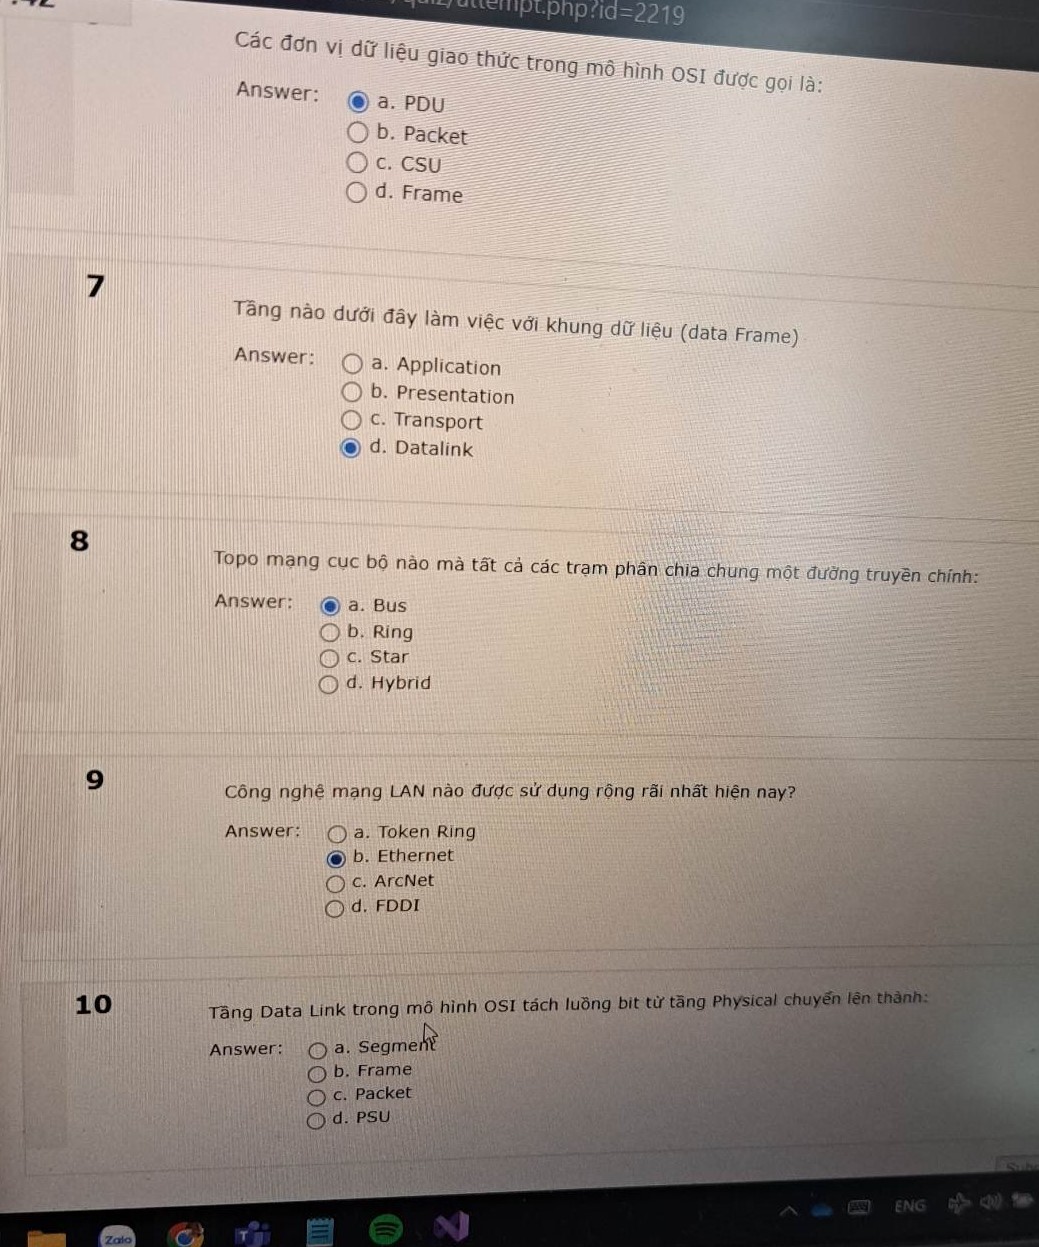 attempt.php?id=2219
Các đơn vị dữ liệu giao thức trong mô hình OSI được gọi là:
Answer:
a. PDU
b. Packet
c. CSU
d. Frame
7
Tầng nào dưới đây làm việc với khung dữ liệu (data Frame)
Answer:
a. Application
b. Presentation
c. Transport
d. Datalink
8
Topo mạng cục bộ nào mà tất cả các trạm phân chia chung một đường truyền chính:
Answer:
a. Bus
b. Ring
c. Star
d. Hybrid
9
Công nghệ mạng LAN nào được sử dụng rộng rãi nhất hiện nay?
Answer:
a. Token Ring
b. Ethernet
c. ArcNet
d. FDDI
10
Tầng Data Link trong mô hình OSI tách luồng bit từ tầng Physical chuyển lên thành:
Answer:
a. Segment
b. Frame
c. Packet
d. PSU
Zalo
T
ENG